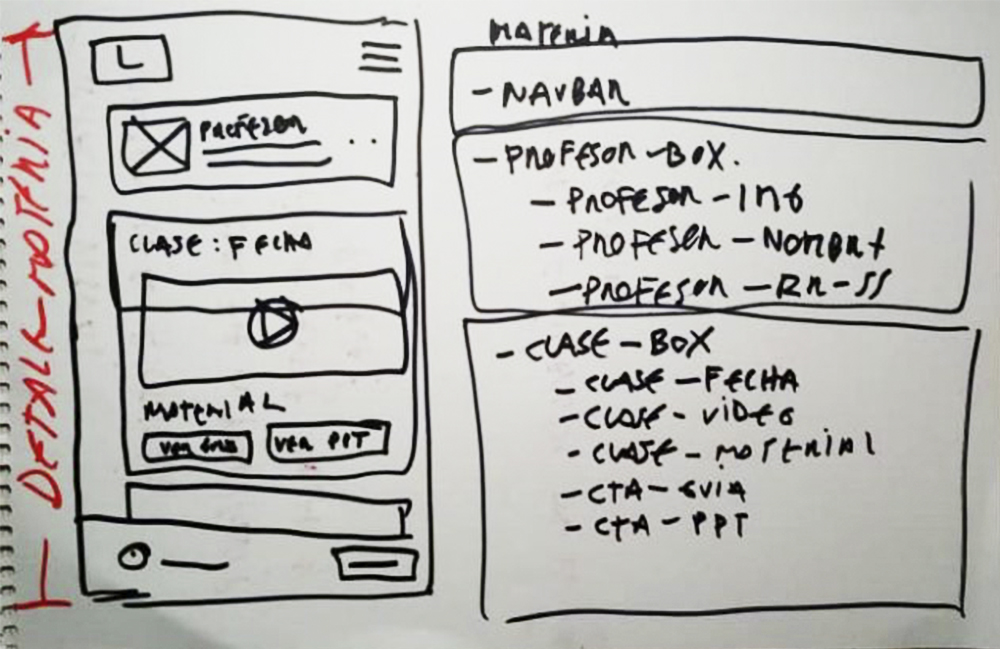 DETALLE-MATERIA
L
PROFESOR
CLASE : FECHA
MATERIAL
VER GUIA
VER PPT
MATERIA
- NAVBAR
- PROFESOR - BOX.
- PROFESOR - IMG
- PROFESOR - NOMBRE
- PROFESOR - RR - SS
- CLASE - BOX
- CLASE - FECHA
- CLASE - VIDEO
- CLASE - MATERIAL
- CTA - GUIA
- CTA - PPT